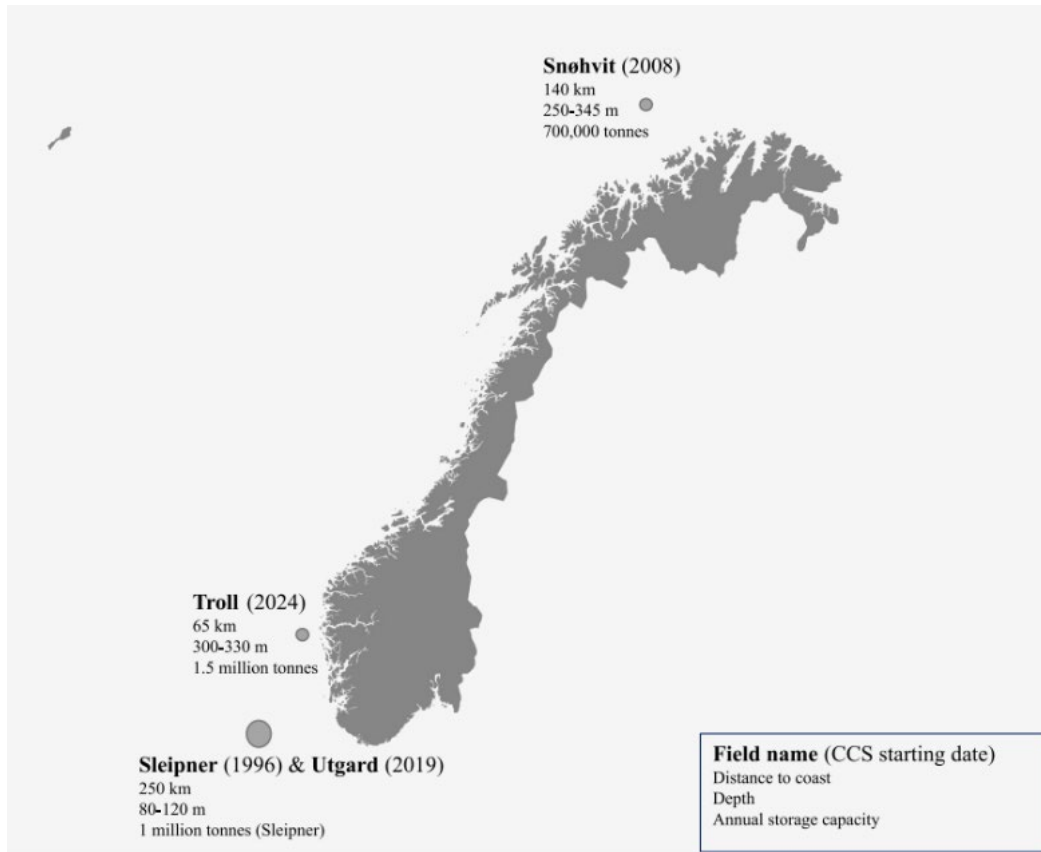 Snøhvit (2008)
140 km
250-345 m
700,000 tonnes
Troll (2024)
65 km
300-330 m
1.5 million tonnes
Sleipner (1996) & Utgard (2019)
250 km
80-120 m
1 million tonnes (Sleipner)
Field name (CCS starting date)
Distance to coast
Depth
Annual storage capacity